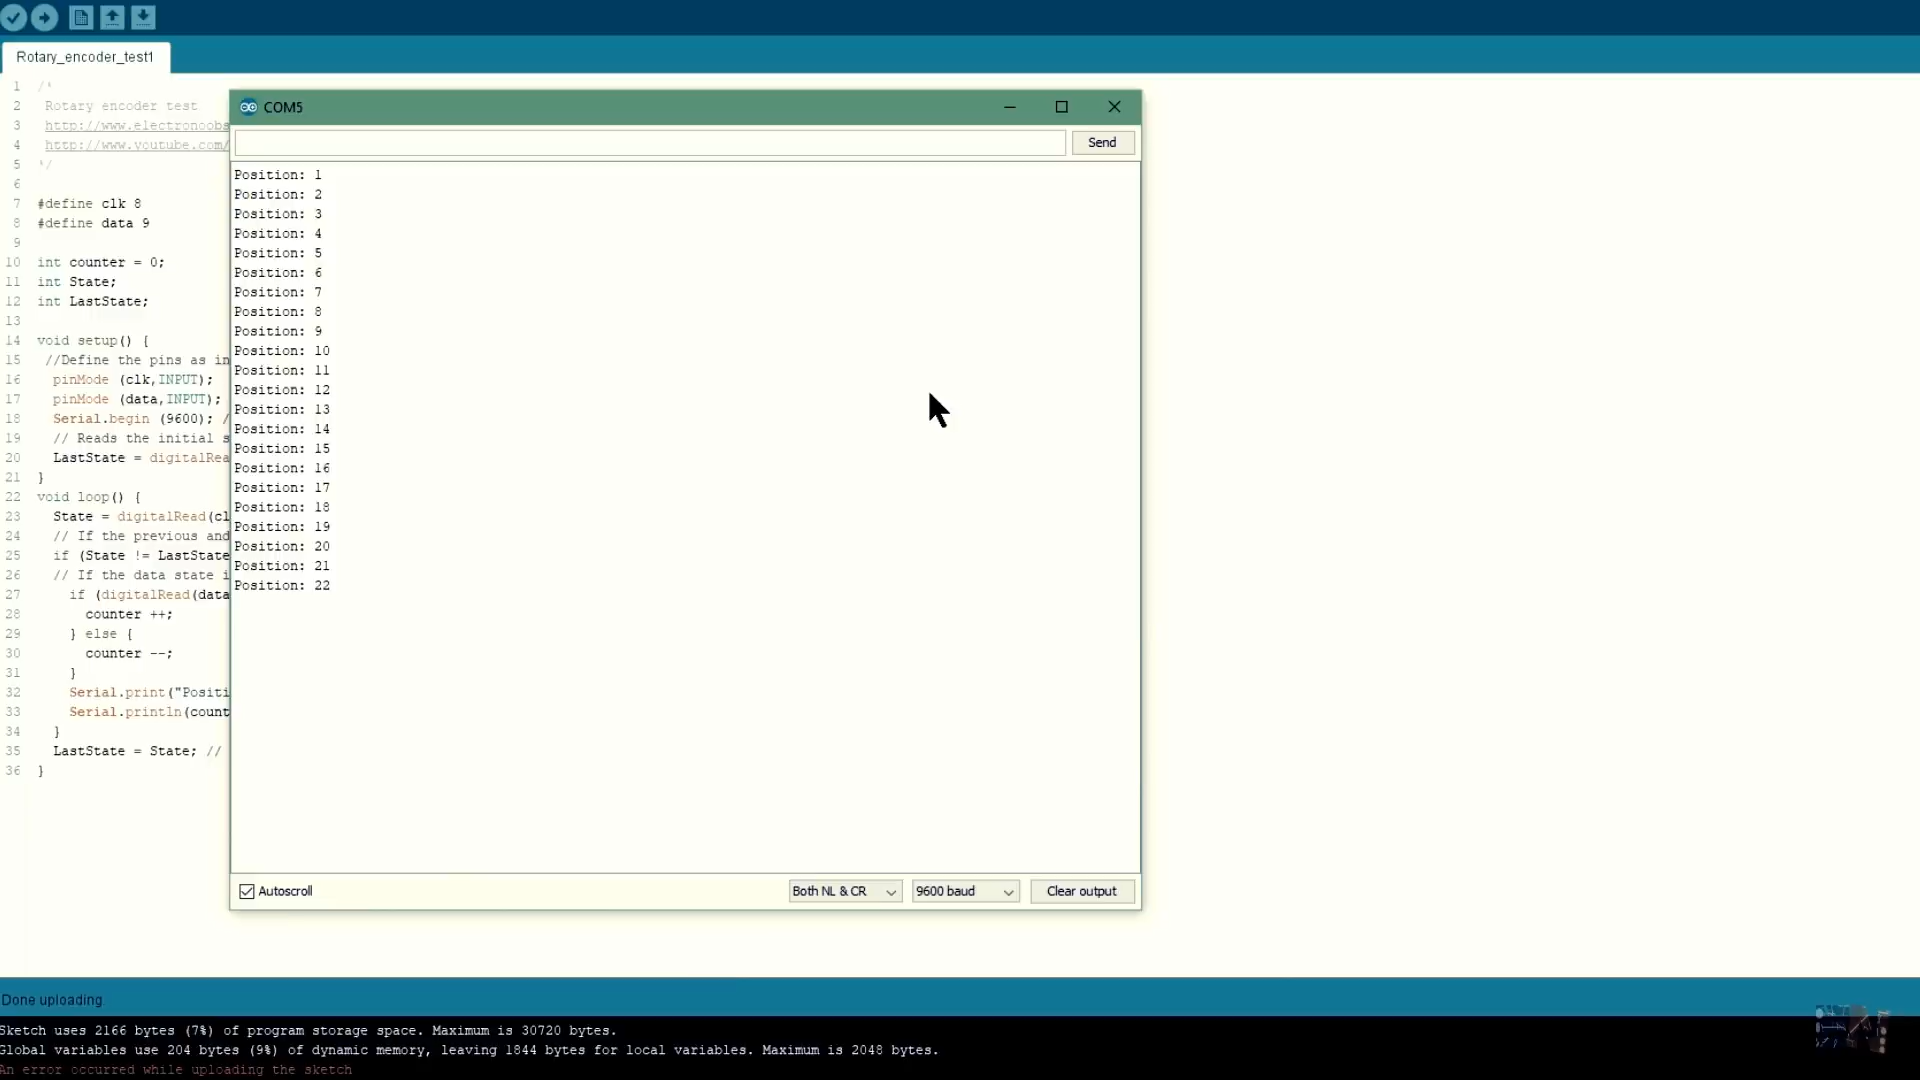 Rotary_encoder_test1
1 /*
2 Rotary encoder test
3 http://www.electronoobs
4 http://www.youtube.com/
5 */
6
7 #define clk 8
8 #define data 9
9
10 int counter = 0;
11 int State;
12 int LastState;
13
14 void setup() {
15 //Define the pins as in
16 pinMode (clk,INPUT);
17 pinMode (data,INPUT);
18 Serial.begin (9600); /
19 // Reads the initial s
20 LastState = digitalRea
21 }
22 void loop() {
23 State = digitalRead(cl
24 // If the previous and
25 if (State != LastState
26 // If the data state i
27 if (digitalRead(data
28 counter ++;
29 } else {
30 counter --;
31 }
32 Serial.print("Positi
33 Serial.println(count
34 }
35 LastState = State; //
36 }
COM5
Send
Position: 1
Position: 2
Position: 3
Position: 4
Position: 5
Position: 6
Position: 7
Position: 8
Position: 9
Position: 10
Position: 11
Position: 12
Position: 13
Position: 14
Position: 15
Position: 16
Position: 17
Position: 18
Position: 19
Position: 20
Position: 21
Position: 22
Autoscroll
Both NL & CR
9600 baud
Clear output
Done uploading.
Sketch uses 2166 bytes (7%) of program storage space. Maximum is 30720 bytes.
Global variables use 204 bytes (9%) of dynamic memory, leaving 1844 bytes for local variables. Maximum is 2048 bytes.
An error occurred while uploading the sketch